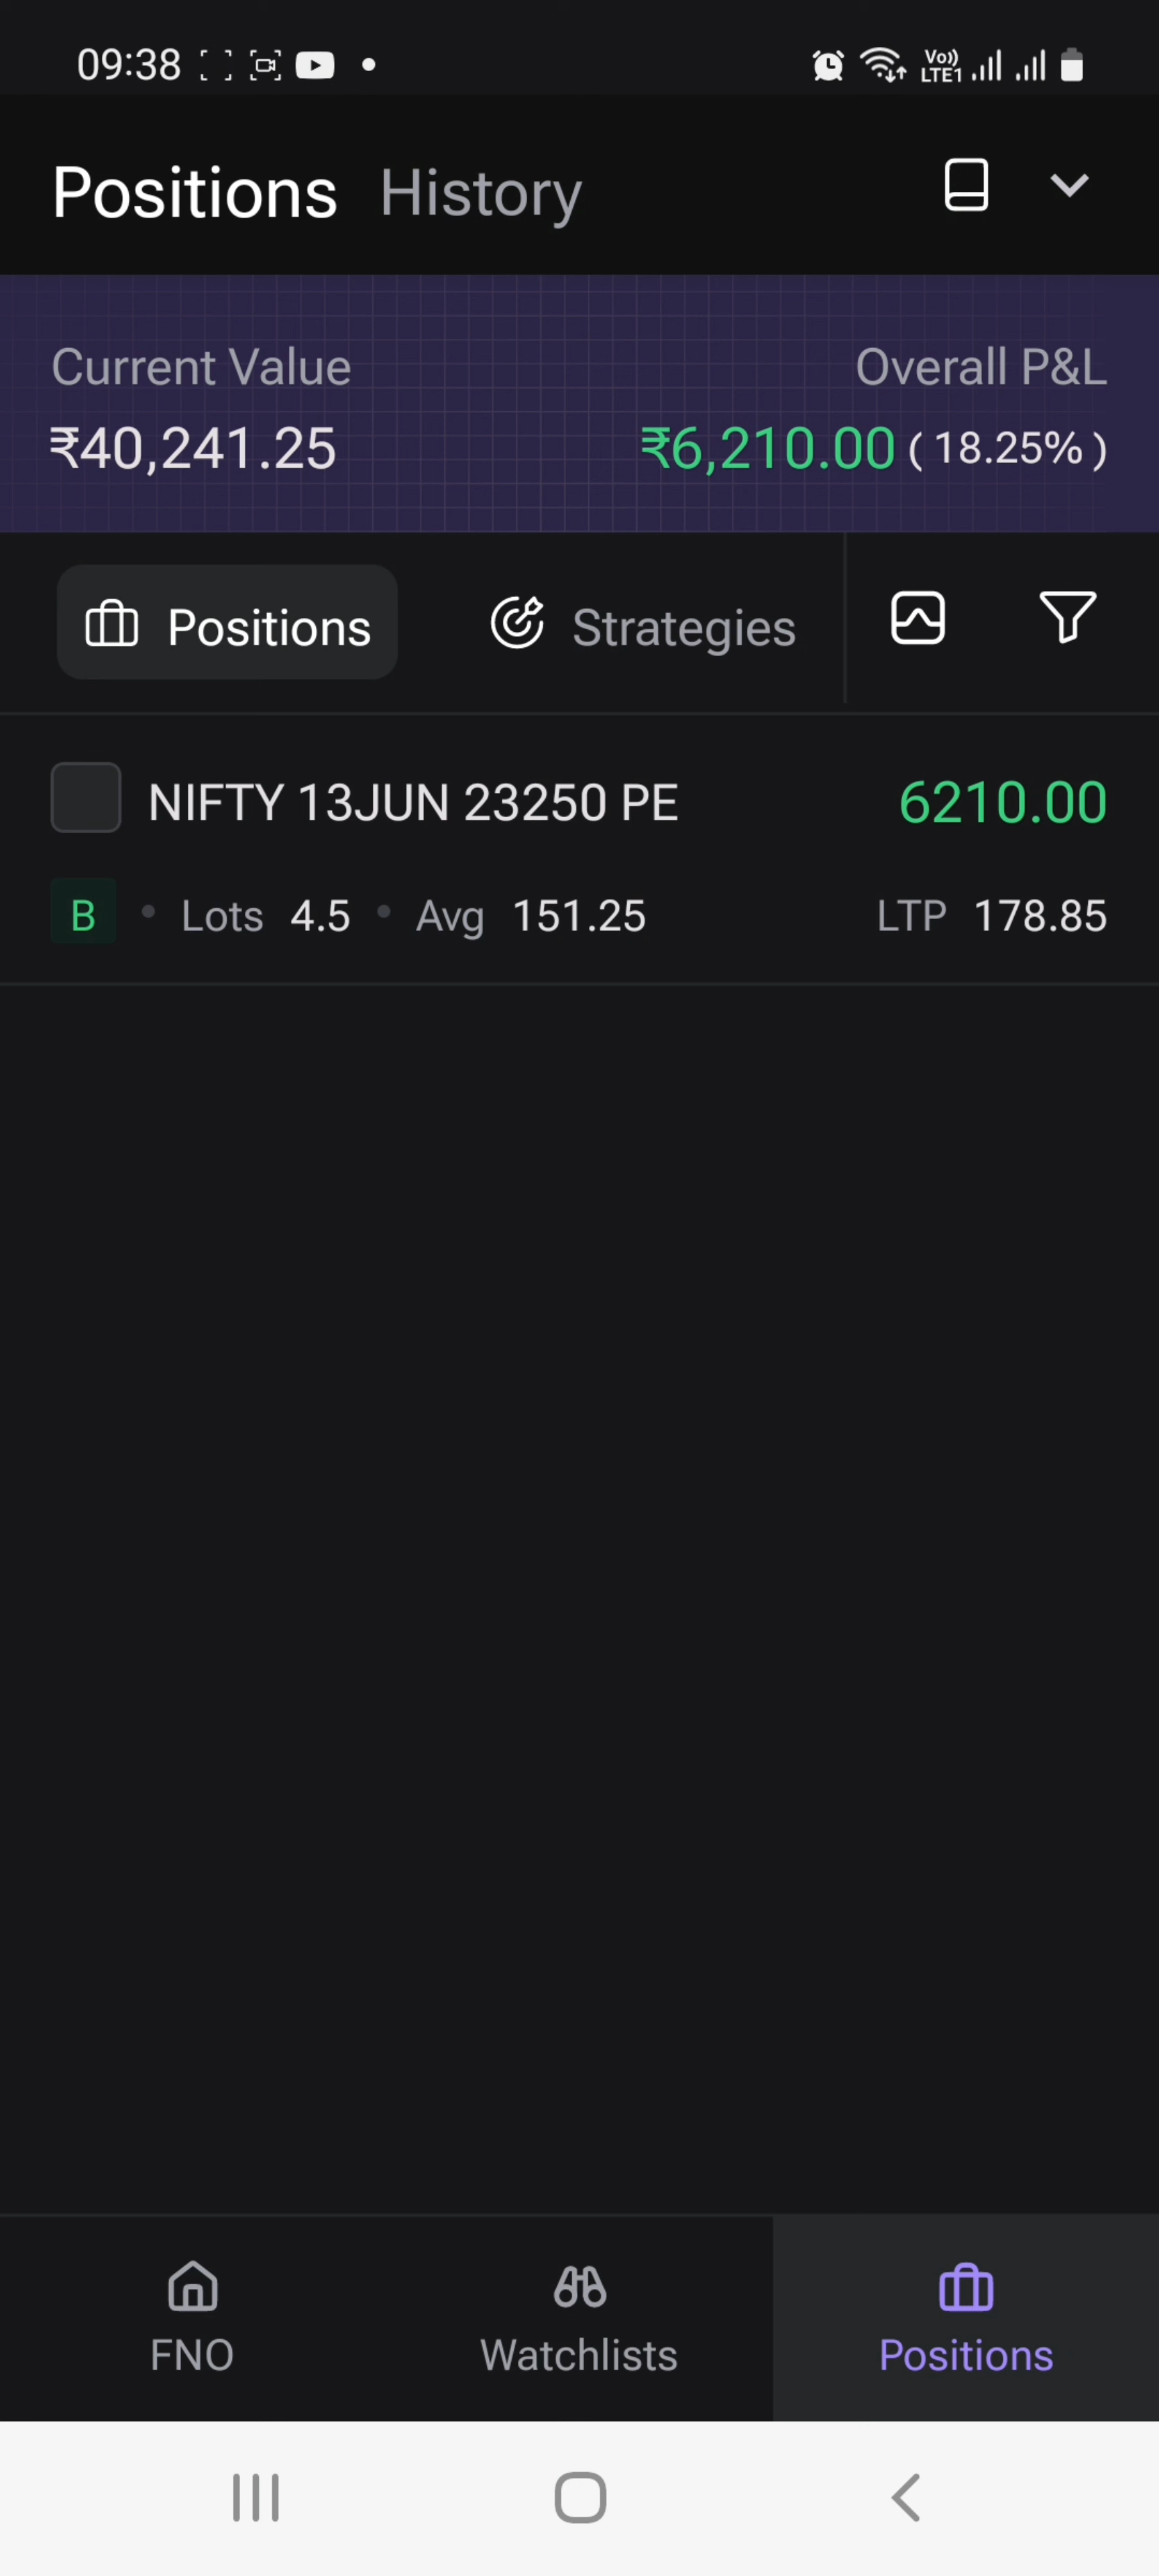 09:38 Vo)) LTE1
Positions History
Current Value Overall P&L
₹40,241.25 ₹6,210.00 ( 18.25% )
Positions Strategies
NIFTY 13JUN 23250 PE 6210.00
B • Lots 4.5 • Avg 151.25 LTP 178.85
FNO Watchlists Positions